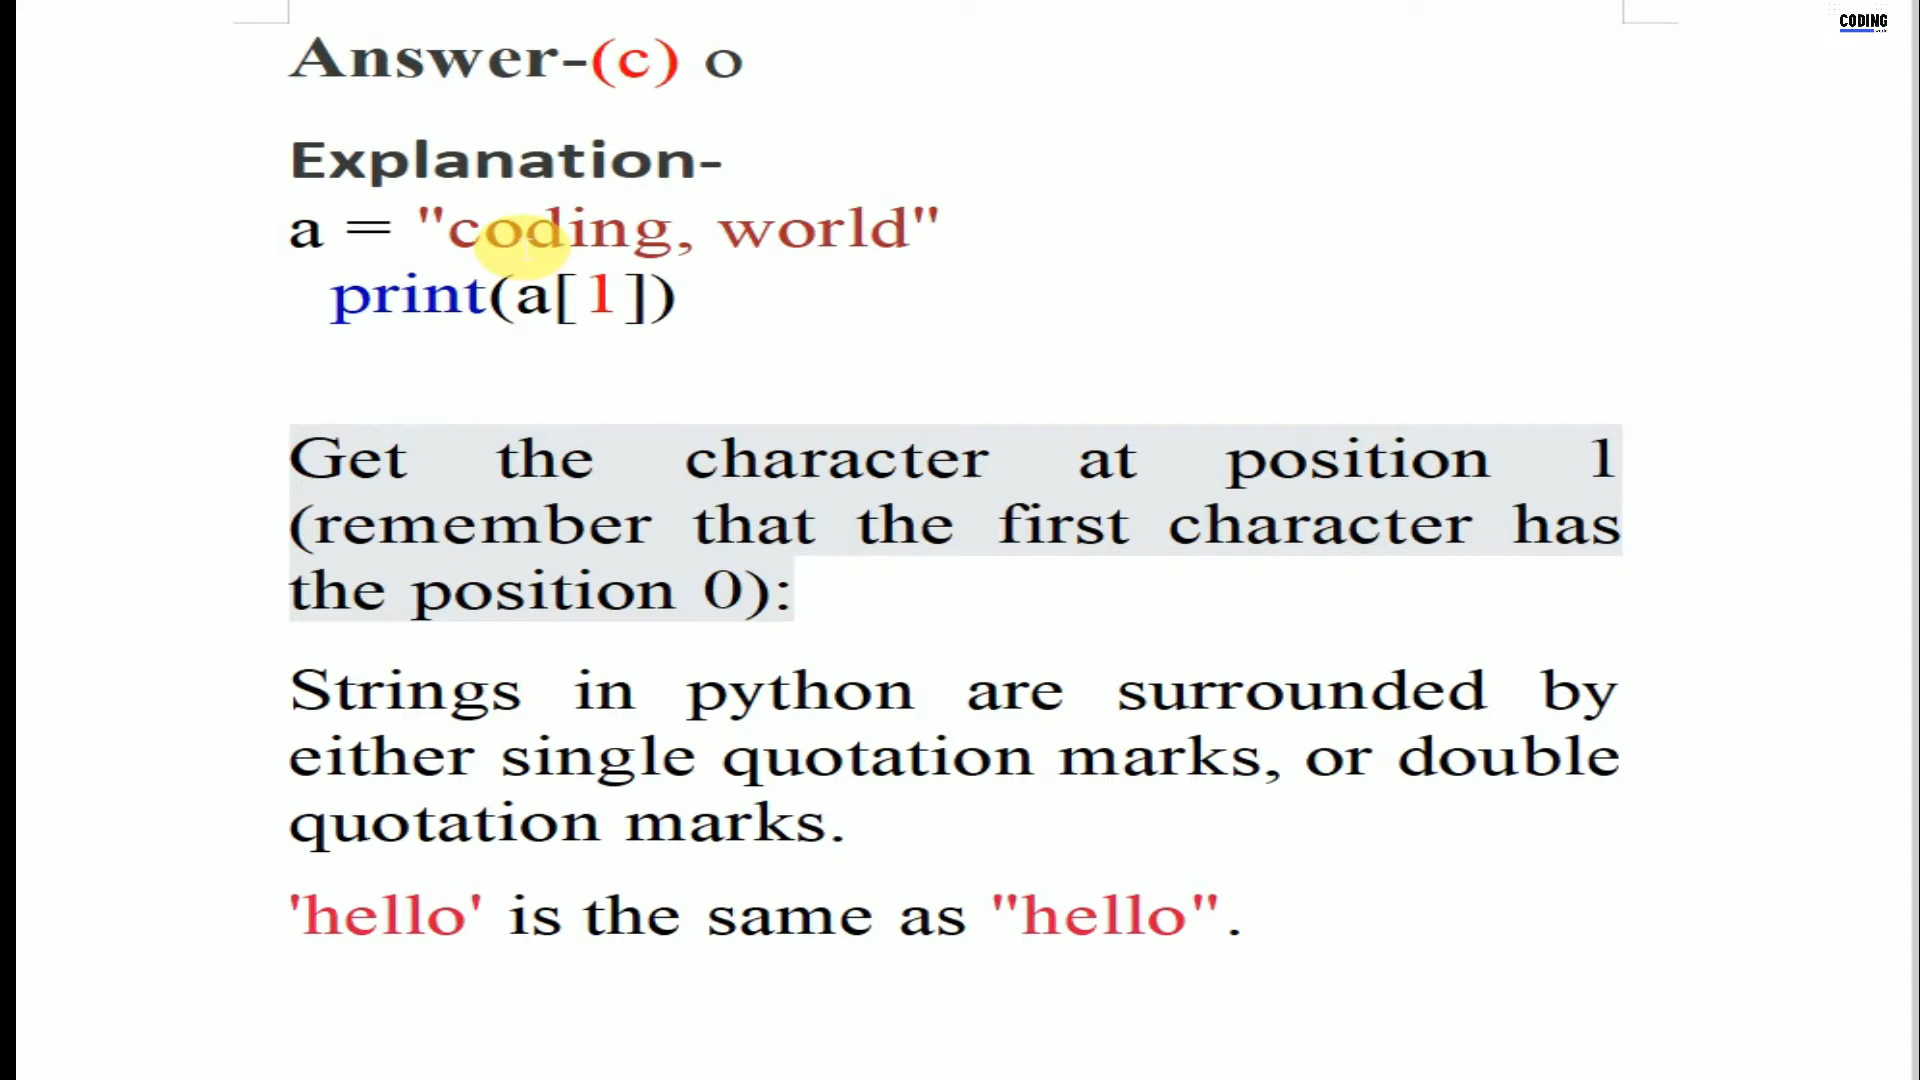 CODING
Answer-(c) o
Explanation-
a = "coding, world"
print(a[1])
Get the character at position 1
(remember that the first character has
the position 0):
Strings in python are surrounded by
either single quotation marks, or double
quotation marks.
'hello' is the same as "hello".